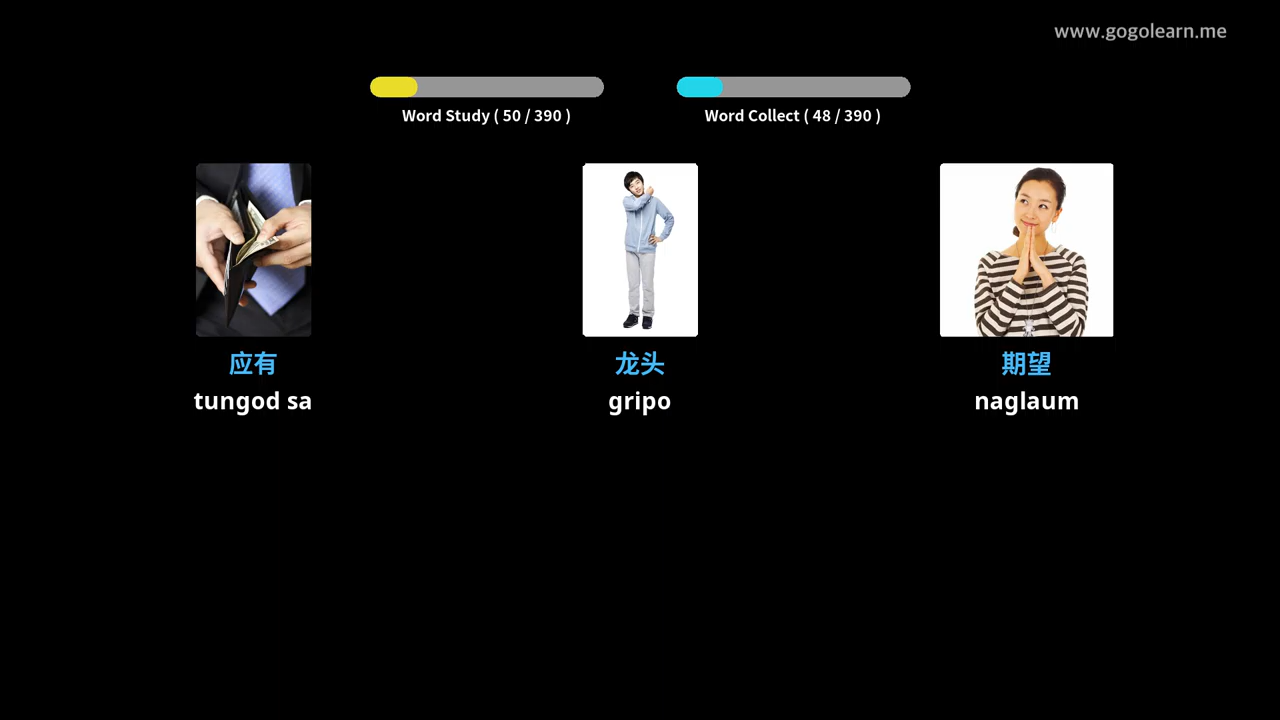 www.gogolearn.me
Word Study ( 50 / 390 )
Word Collect ( 48 / 390 )
应有
龙头
期望
tungod sa
gripo
naglaum